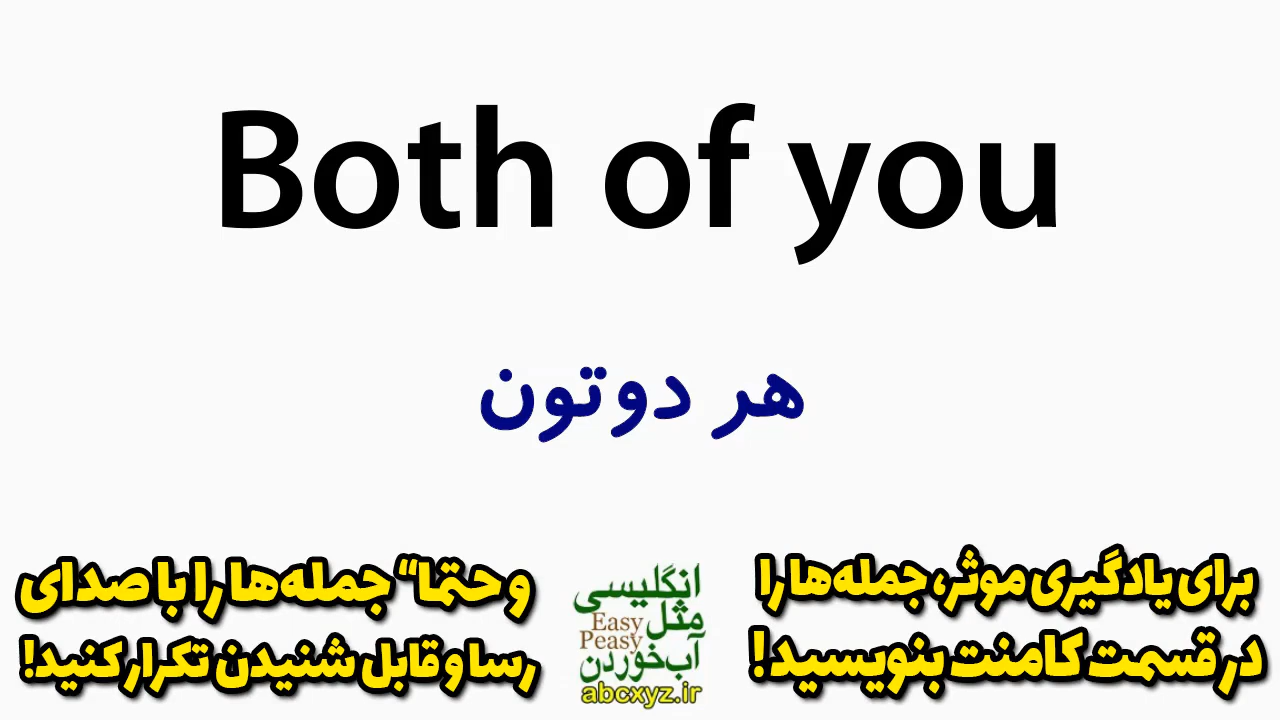 Both of you
هر دوتون
برای یادگیری موثر، جمله‌ها را
در قسمت کامنت بنویسید!
و حتما“ جمله‌ها را با صدای
رسا و قابل شنیدن تکرار کنید!
انگلیسی
مثل
Easy
Peasy
آب‌خوردن
abcxyz.ir